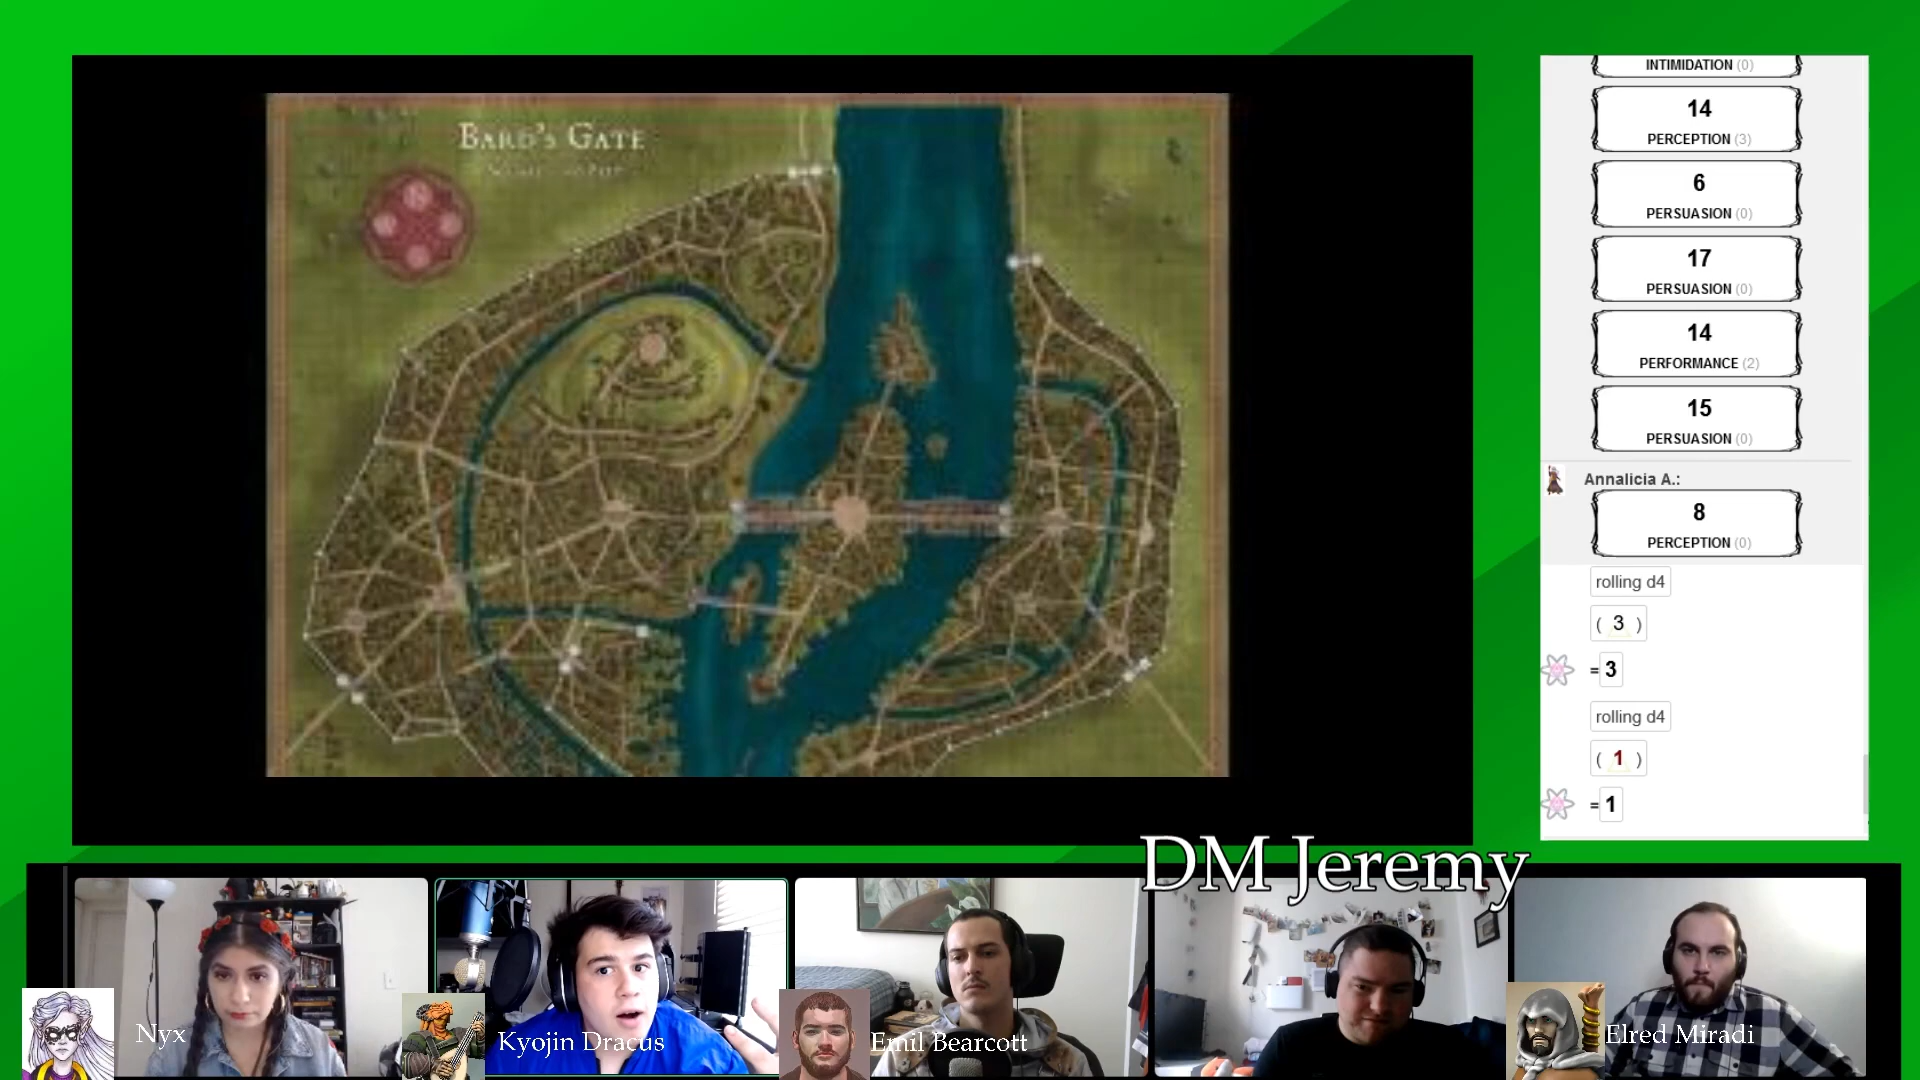 BARD'S GATE
INTIMIDATION (0)
14
PERCEPTION (3)
6
PERSUASION (0)
17
PERSUASION (0)
14
PERFORMANCE (2)
15
PERSUASION (0)
Annalicia A.:
8
PERCEPTION (0)
rolling d4
( 3 )
=3
rolling d4
( 1 )
=1
DM Jeremy
Nyx
Kyojin Dracus
Emil Bearcott
Elred Miradi